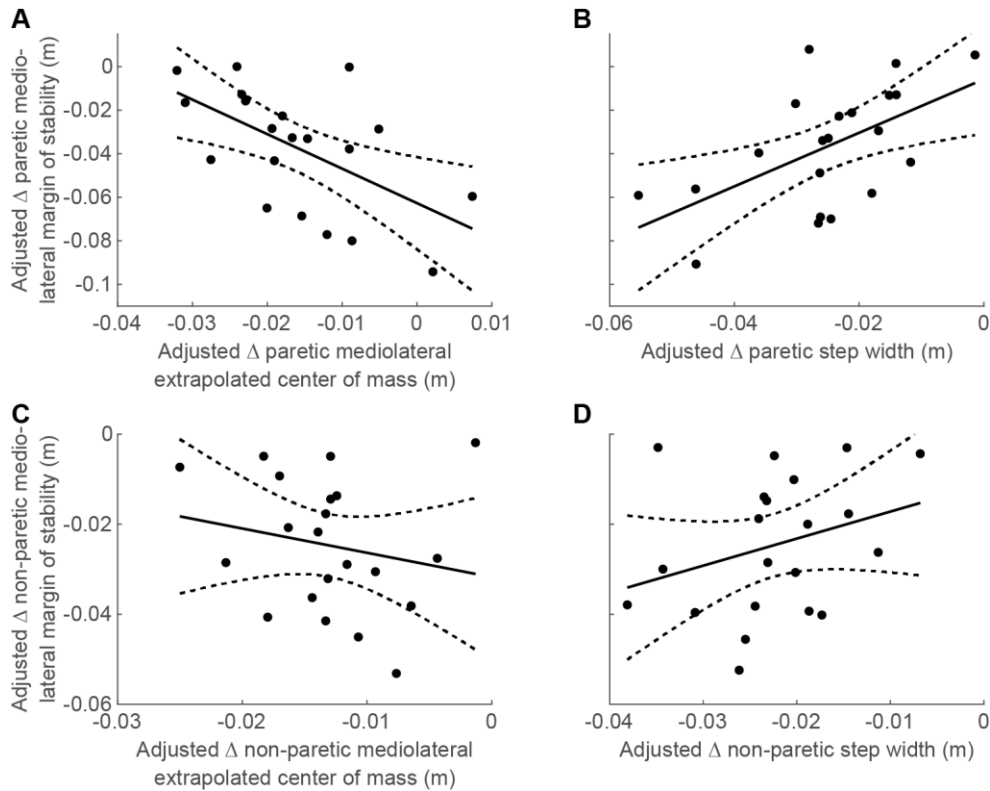 A
Adjusted Δ paretic medio-
lateral margin of stability (m)
0
-0.02
-0.04
-0.06
-0.08
-0.1
-0.04
-0.03
-0.02
-0.01
0
0.01
Adjusted Δ paretic mediolateral
extrapolated center of mass (m)
B
-0.06
-0.04
-0.02
0
Adjusted Δ paretic step width (m)
C
Adjusted Δ non-paretic medio-
lateral margin of stability (m)
0
-0.02
-0.04
-0.06
-0.03
-0.02
-0.01
0
Adjusted Δ non-paretic mediolateral
extrapolated center of mass (m)
D
-0.04
-0.03
-0.02
-0.01
0
Adjusted Δ non-paretic step width (m)